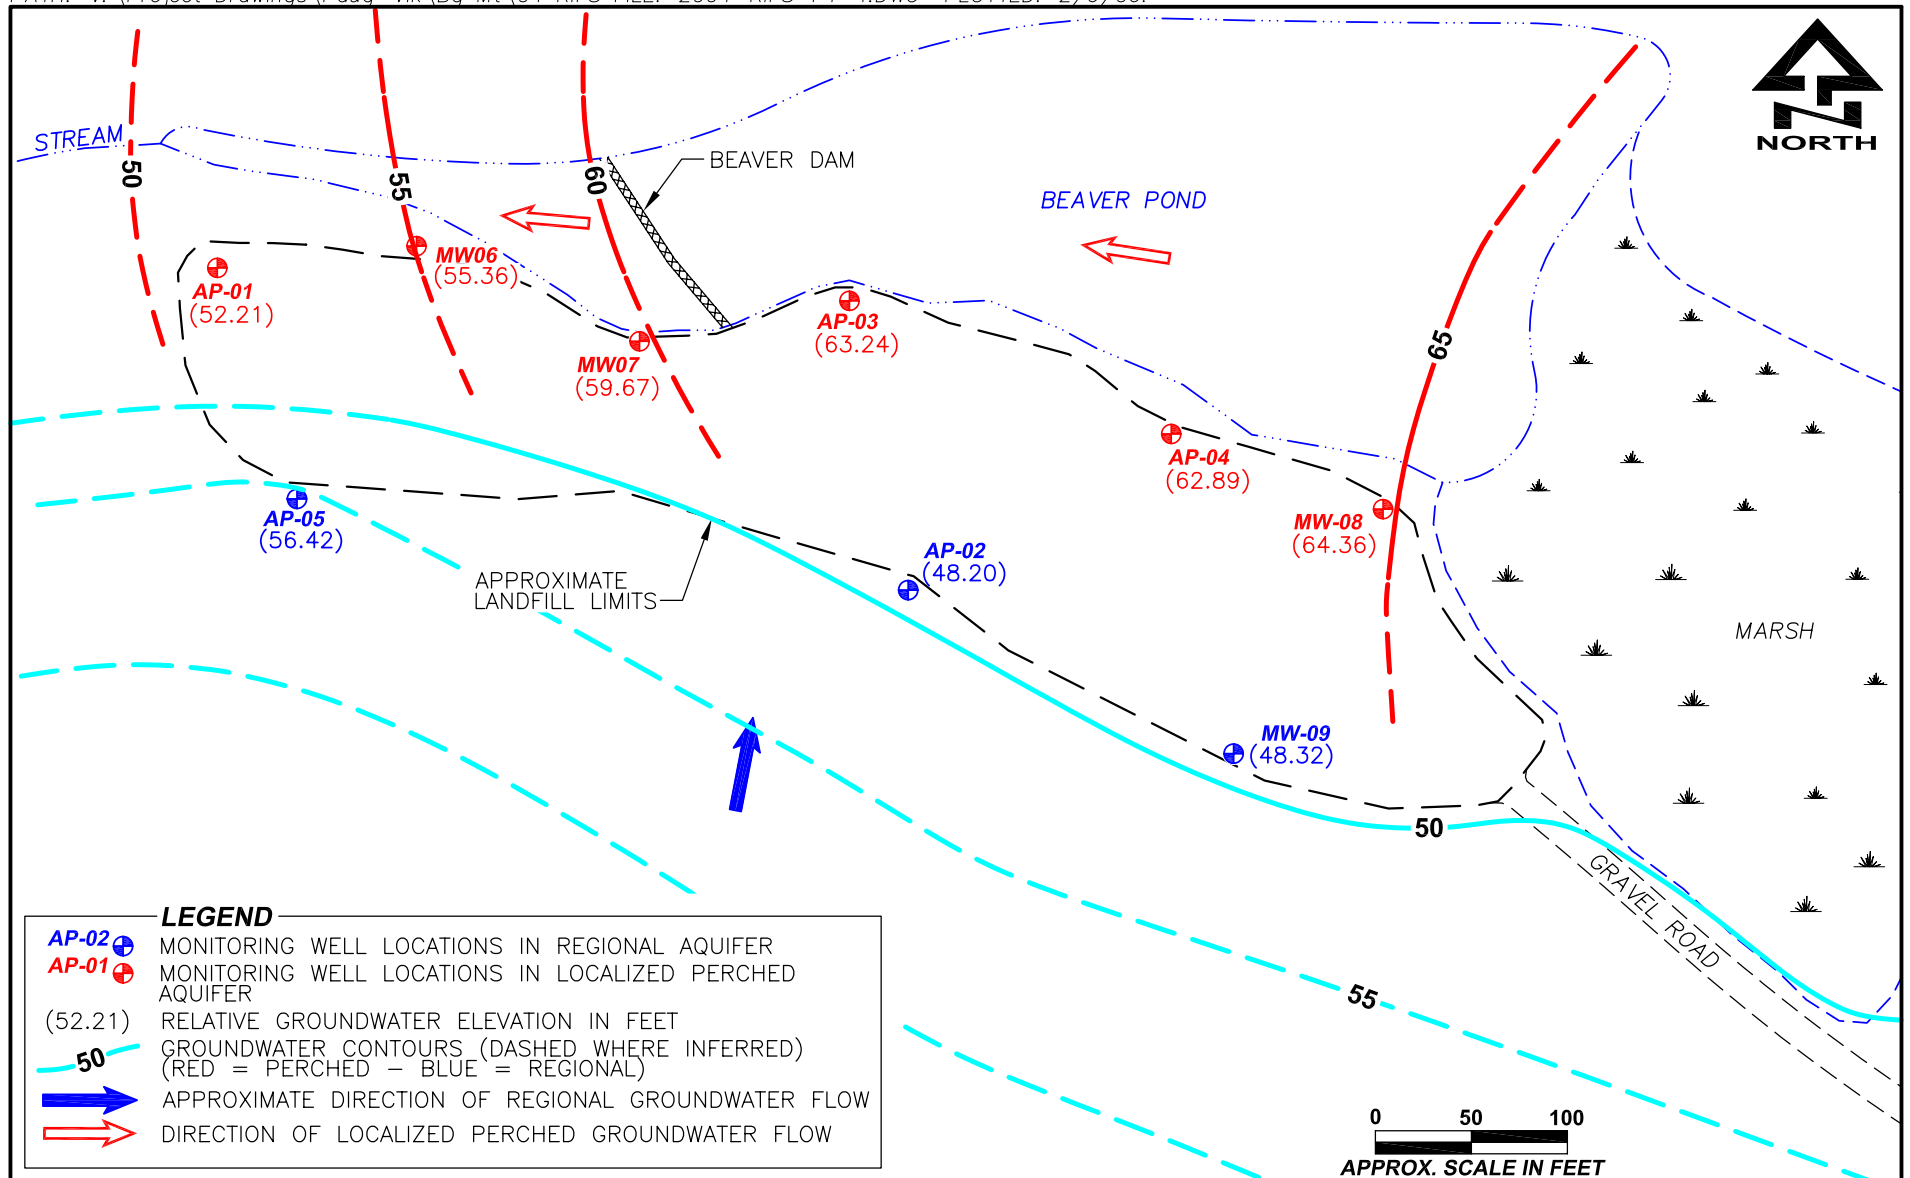 NORTH
STREAM
50
55
60
BEAVER DAM
BEAVER POND
MW06
(55.36)
AP-01
(52.21)
AP-03
(63.24)
MW07
(59.67)
65
AP-04
(62.89)
MW-08
(64.36)
AP-05
(56.42)
AP-02
(48.20)
APPROXIMATE
LANDFILL LIMITS
MARSH
MW-09
(48.32)
50
GRAVEL ROAD
55
LEGEND
AP-02 MONITORING WELL LOCATIONS IN REGIONAL AQUIFER
AP-01 MONITORING WELL LOCATIONS IN LOCALIZED PERCHED
AQUIFER
(52.21) RELATIVE GROUNDWATER ELEVATION IN FEET
50 GROUNDWATER CONTOURS (DASHED WHERE INFERRED)
(RED = PERCHED – BLUE = REGIONAL)
APPROXIMATE DIRECTION OF REGIONAL GROUNDWATER FLOW
DIRECTION OF LOCALIZED PERCHED GROUNDWATER FLOW
0 50 100
APPROX. SCALE IN FEET